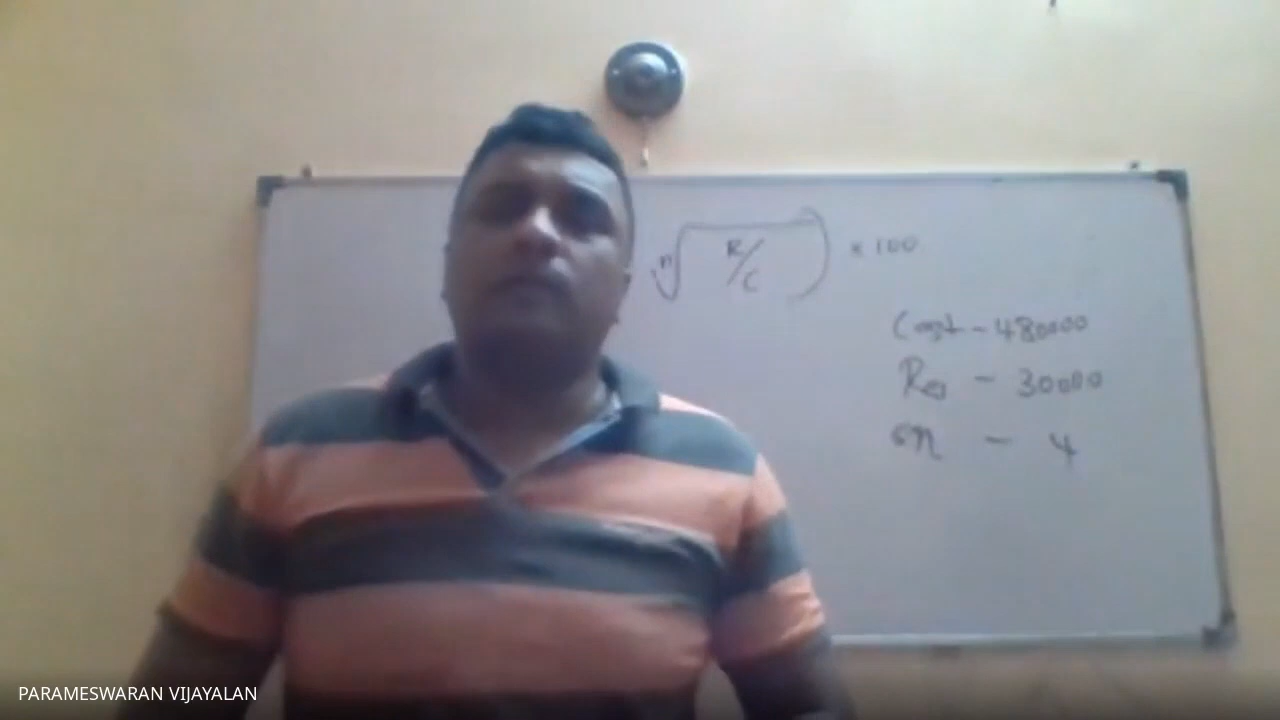 n√(R/C) × 100
Cost - 480000
Re - 30000
n - 4
PARAMESWARAN VIJAYALAN